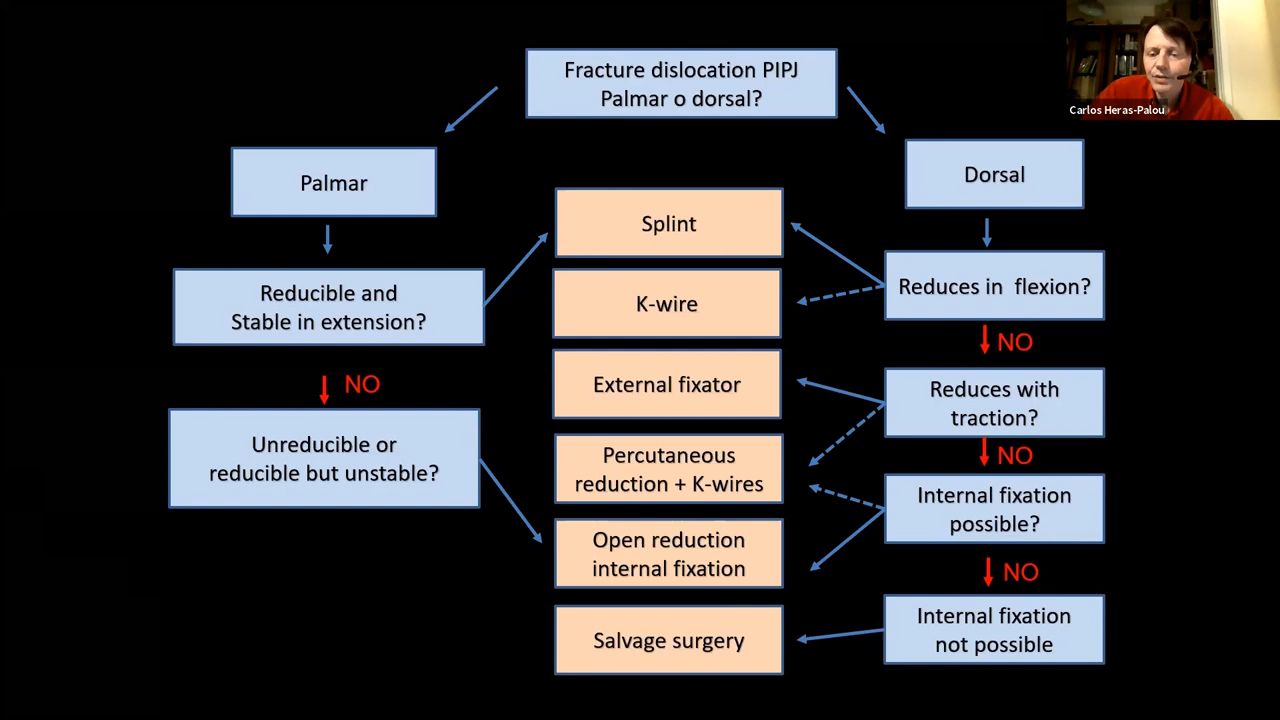 Fracture dislocation PIPJ
Palmar o dorsal?
Carlos Heras-Palou
Palmar
Dorsal
Splint
Reducible and
Stable in extension?
Reduces in flexion?
K-wire
NO
NO
External fixator
Reduces with
traction?
Unreducible or
reducible but unstable?
NO
Percutaneous
reduction + K-wires
Internal fixation
possible?
Open reduction
internal fixation
NO
Salvage surgery
Internal fixation
not possible